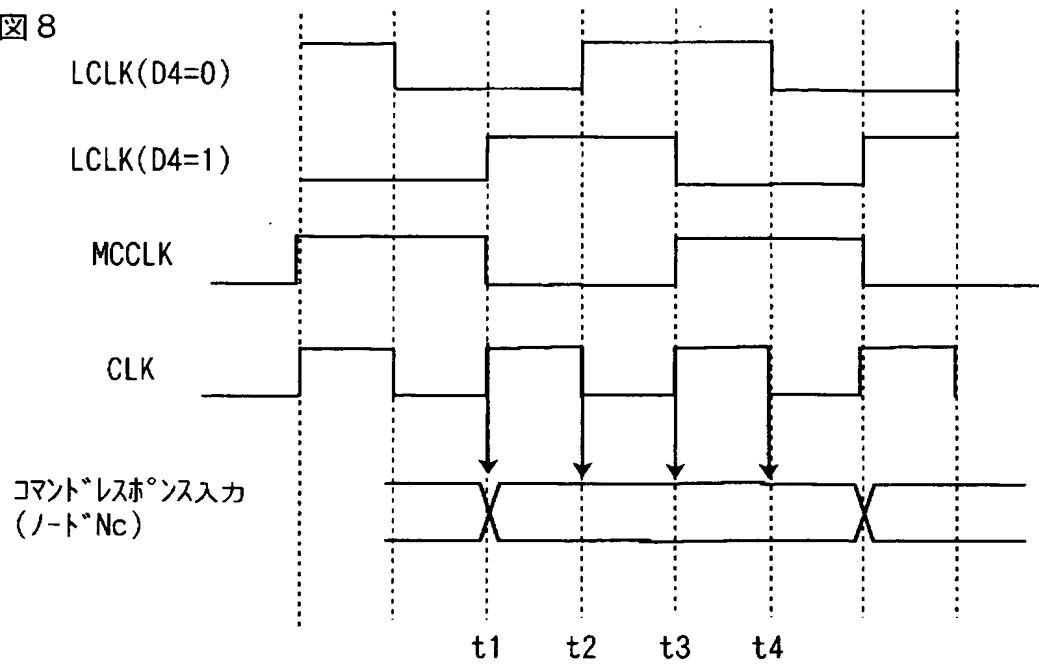 図8
LCLK(D4=0)
LCLK(D4=1)
MCCLK
CLK
コマンドレスポンス入力
(ノードNc)
t1 t2 t3 t4